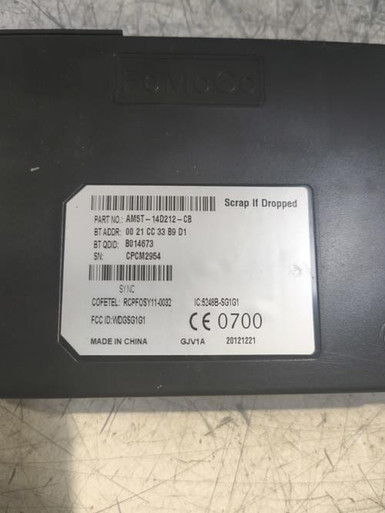 FoMoCo
Scrap If Dropped
PART NO.: AM5T-14D212-CB
BT ADDR: 00 21 CC 33 B9 D1
BT QDID: B014673
SN: CPCM2954
SYNC
COFETEL: RCPFOSY11-0032 IC:5248B-SG1G1
FCC ID:WDGSG1G1 CE 0700
MADE IN CHINA GJV1A 20121221